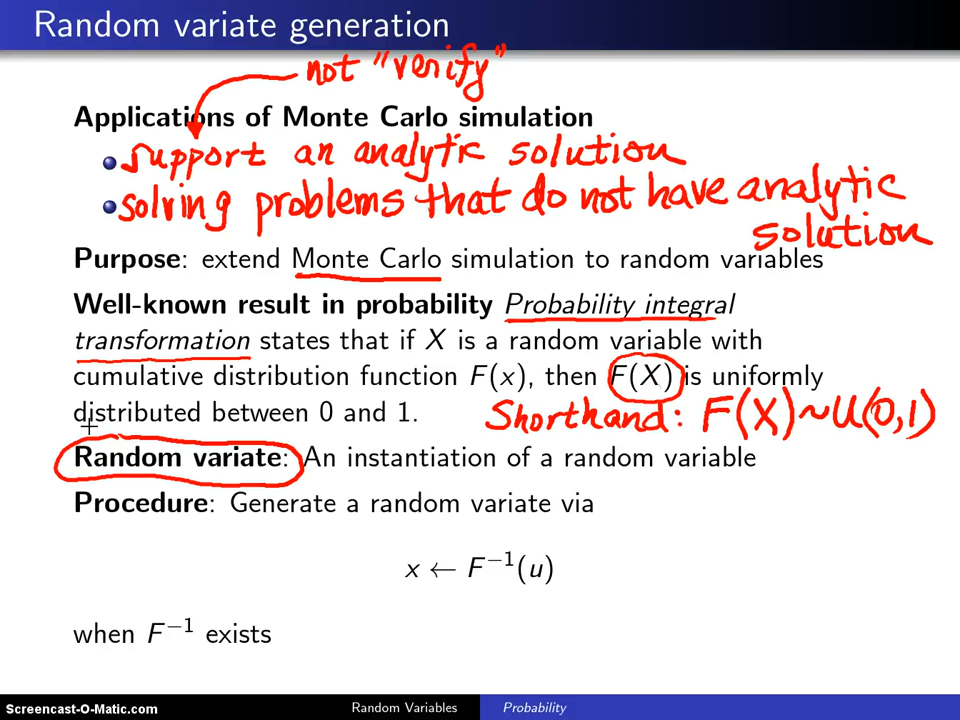 Random variate generation
not "verify"
Applications of Monte Carlo simulation
support an analytic solution
solving problems that do not have analytic
solution
Purpose: extend Monte Carlo simulation to random variables
Well-known result in probability Probability integral
transformation states that if X is a random variable with
cumulative distribution function F(x), then F(X) is uniformly
distributed between 0 and 1.
Shorthand: F(X)~U(0,1)
Random variate: An instantiation of a random variable
Procedure: Generate a random variate via
x ← F⁻¹(u)
when F⁻¹ exists
Screencast-O-Matic.com
Random Variables
Probability